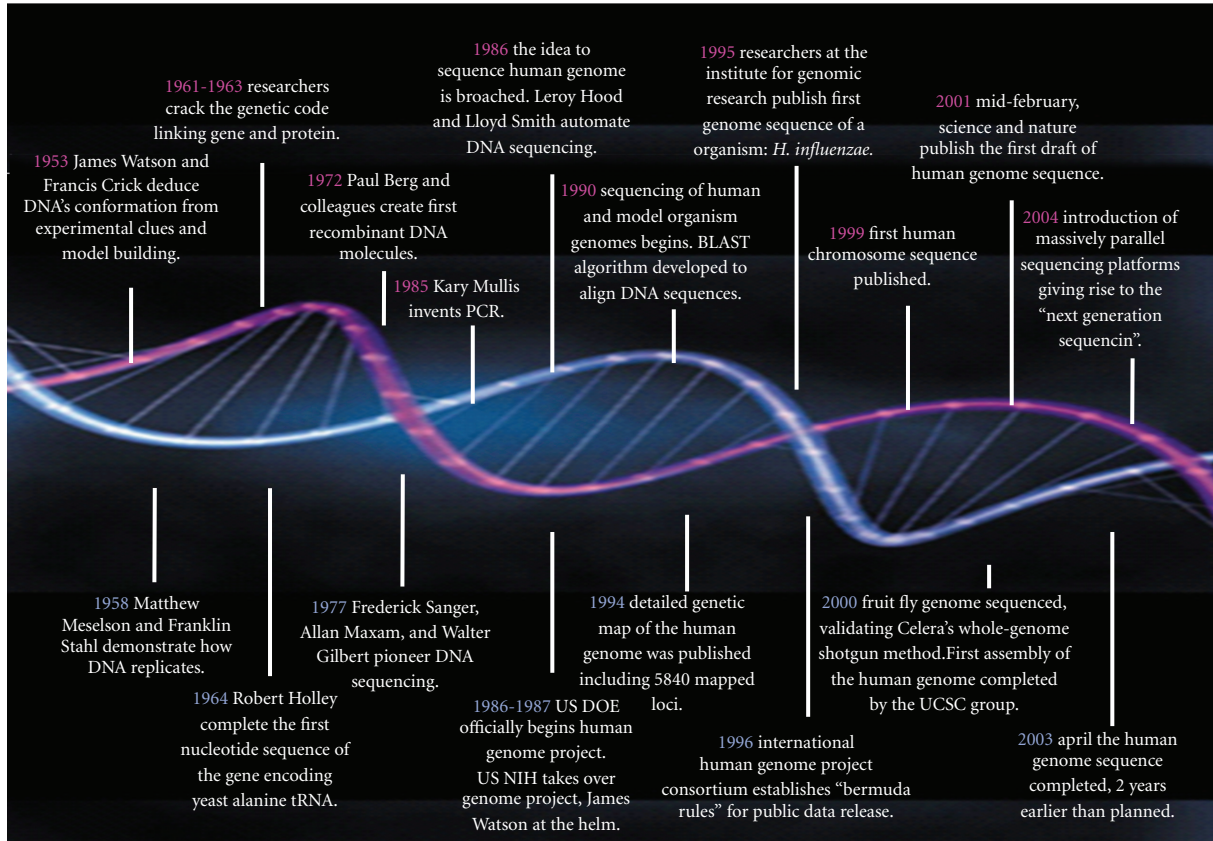 1953 James Watson and
Francis Crick deduce
DNA's conformation from
experimental clues and
model building.
1961-1963 researchers
crack the genetic code
linking gene and protein.
1972 Paul Berg and
colleagues create first
recombinant DNA
molecules.
1985 Kary Mullis
invents PCR.
1986 the idea to
sequence human genome
is broached. Leroy Hood
and Lloyd Smith automate
DNA sequencing.
1990 sequencing of human
and model organism
genomes begins. BLAST
algorithm developed to
align DNA sequences.
1995 researchers at the
institute for genomic
research publish first
genome sequence of a
organism: H. influenzae.
1999 first human
chromosome sequence
published.
2001 mid-february,
science and nature
publish the first draft of
human genome sequence.
2004 introduction of
massively parallel
sequencing platforms
giving rise to the
“next generation
sequencin”.
1958 Matthew
Meselson and Franklin
Stahl demonstrate how
DNA replicates.
1964 Robert Holley
complete the first
nucleotide sequence of
the gene encoding
yeast alanine tRNA.
1977 Frederick Sanger,
Allan Maxam, and Walter
Gilbert pioneer DNA
sequencing.
1986-1987 US DOE
officially begins human
genome project.
US NIH takes over
genome project, James
Watson at the helm.
1994 detailed genetic
map of the human
genome was published
including 5840 mapped
loci.
1996 international
human genome project
consortium establishes “bermuda
rules” for public data release.
2000 fruit fly genome sequenced,
validating Celera's whole-genome
shotgun method.First assembly of
the human genome completed
by the UCSC group.
2003 april the human
genome sequence
completed, 2 years
earlier than planned.